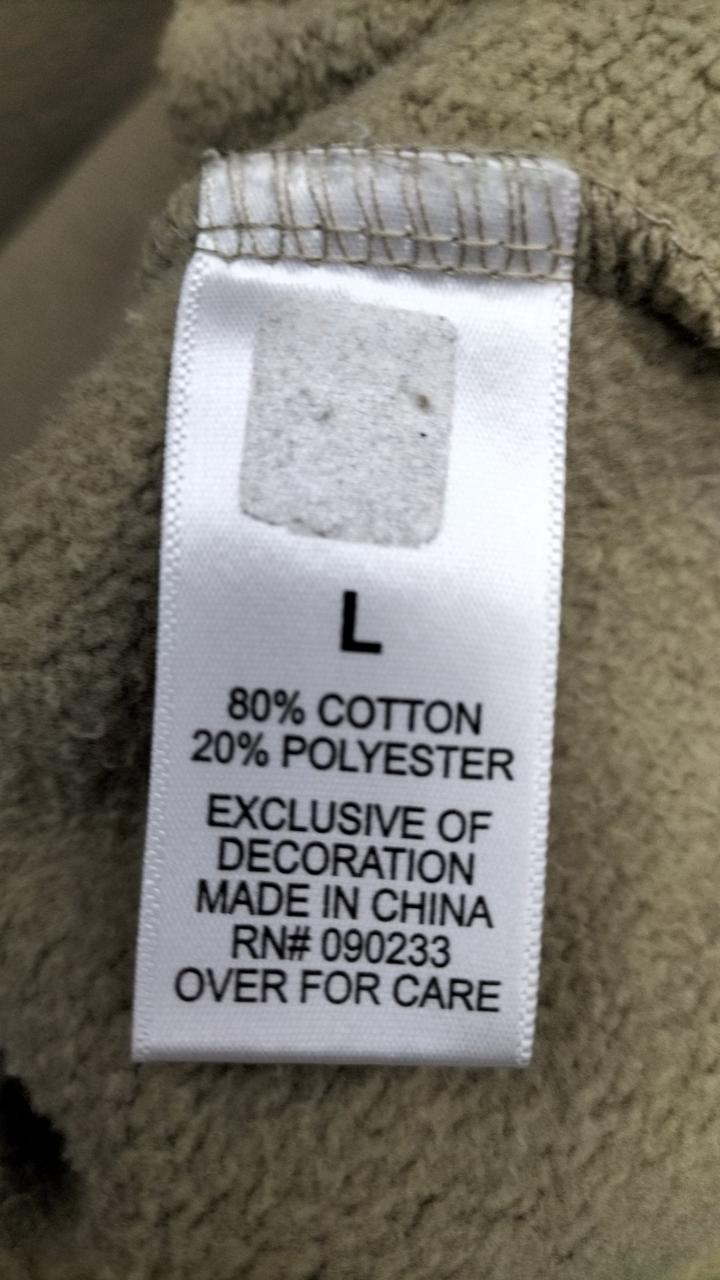 L
80% COTTON
20% POLYESTER
EXCLUSIVE OF
DECORATION
MADE IN CHINA
RN# 090233
OVER FOR CARE